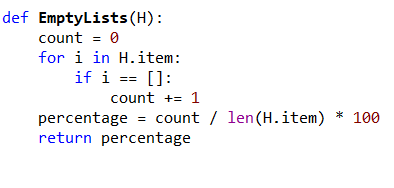 def EmptyLists(H):
    count = 0
    for i in H.item:
        if i == []:
            count += 1
    percentage = count / len(H.item) * 100
    return percentage